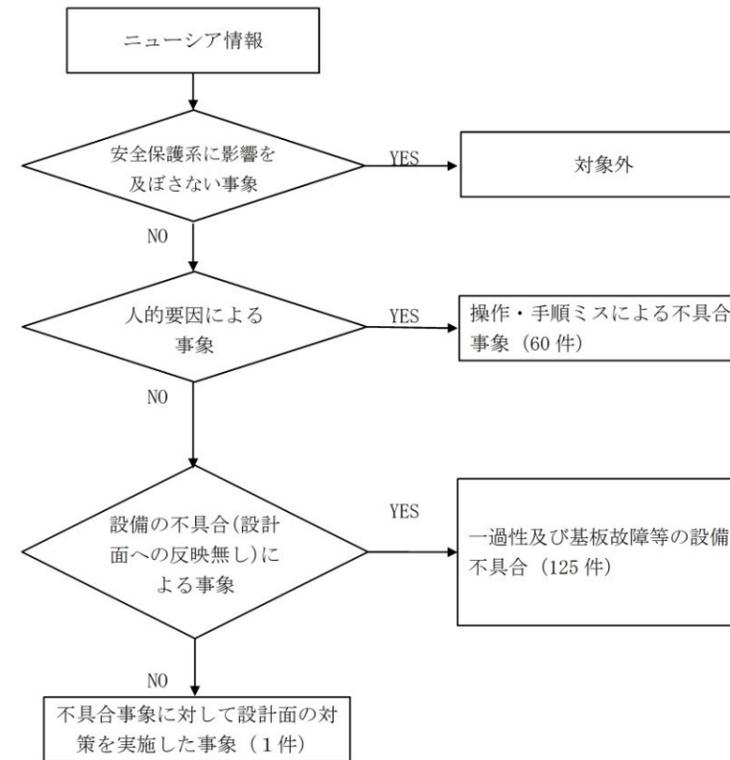 ニューシア情報
安全保護系に影響を
及ぼさない事象
YES
対象外
NO
人的要因による
事象
YES
操作・手順ミスによる不具合
事象（60 件）
NO
設備の不具合(設計
面への反映無し)に
よる事象
YES
一過性及び基板故障等の設備
不具合（125 件）
NO
不具合事象に対して設計面の対
策を実施した事象（１件）